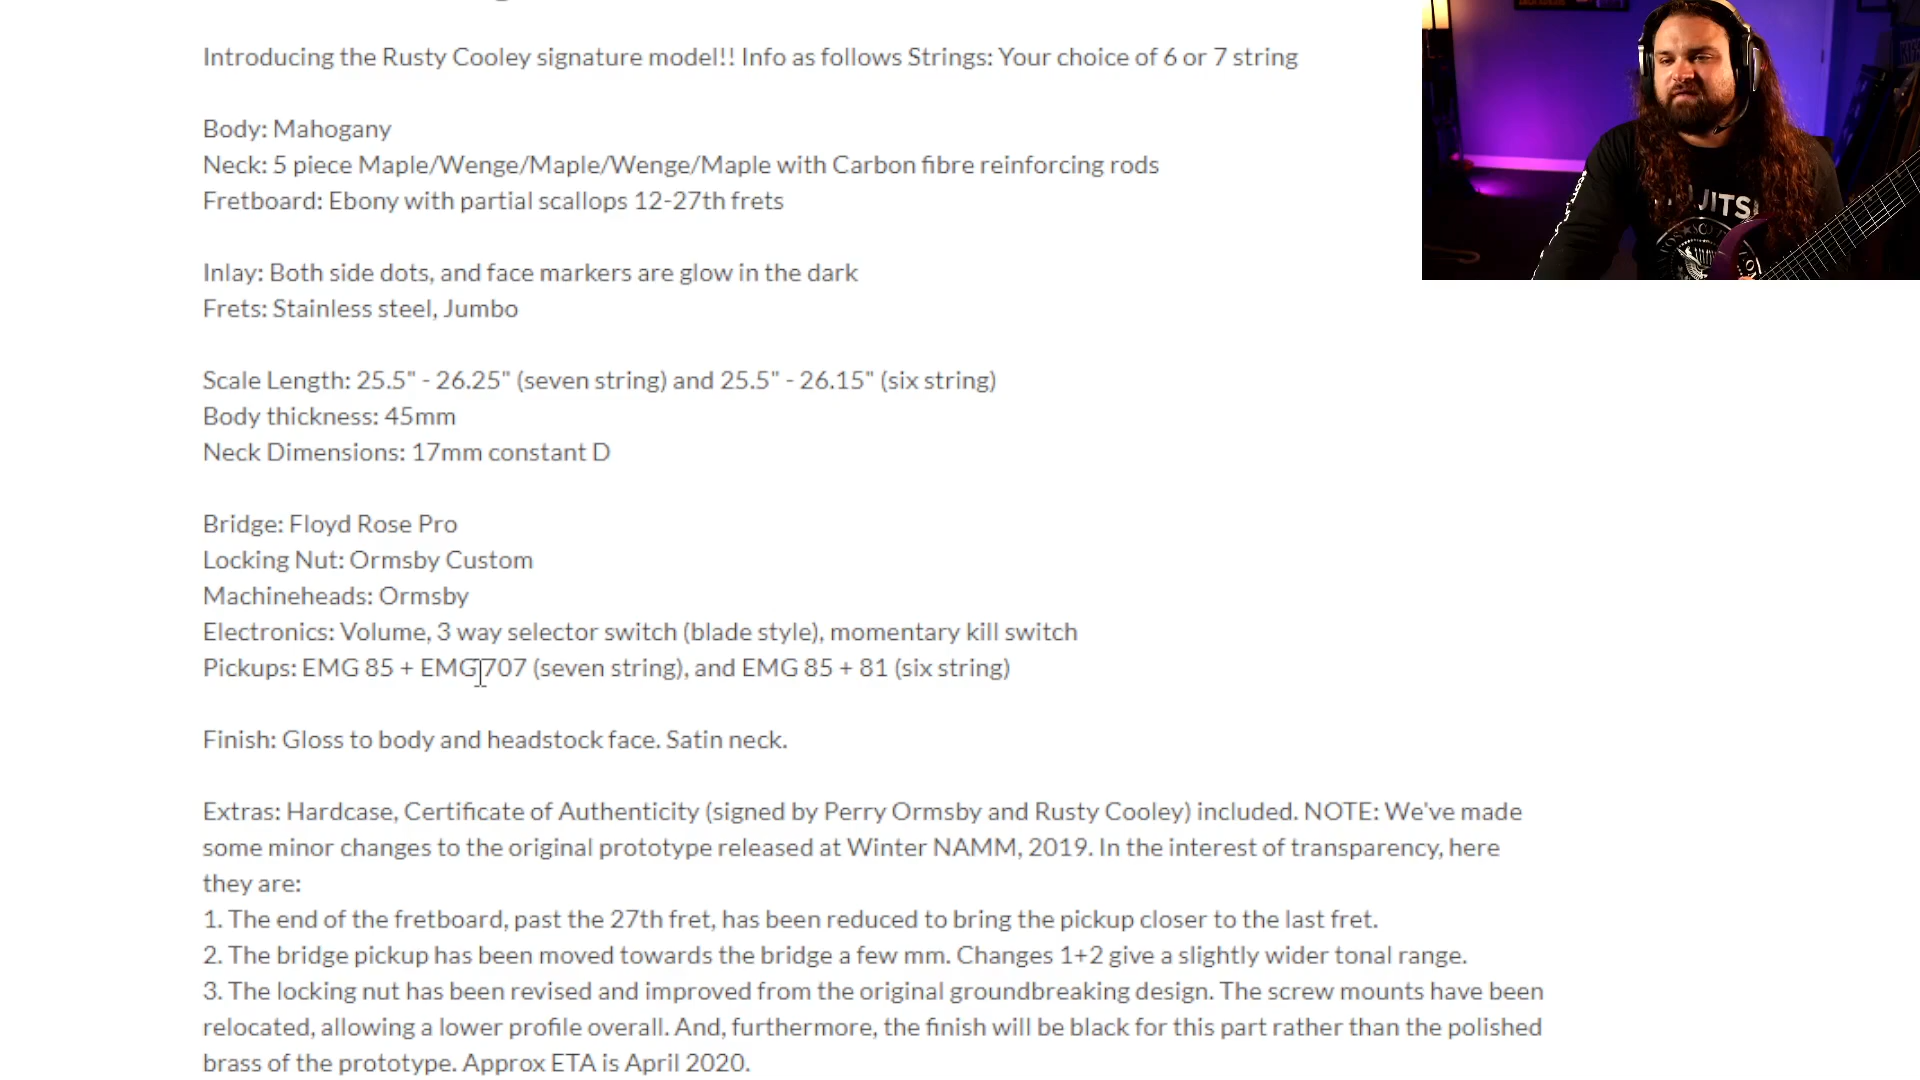 Introducing the Rusty Cooley signature model!! Info as follows Strings: Your choice of 6 or 7 string
Body: Mahogany
Neck: 5 piece Maple/Wenge/Maple/Wenge/Maple with Carbon fibre reinforcing rods
Fretboard: Ebony with partial scallops 12-27th frets
Inlay: Both side dots, and face markers are glow in the dark
Frets: Stainless steel, Jumbo
Scale Length: 25.5" - 26.25" (seven string) and 25.5" - 26.15" (six string)
Body thickness: 45mm
Neck Dimensions: 17mm constant D
Bridge: Floyd Rose Pro
Locking Nut: Ormsby Custom
Machineheads: Ormsby
Electronics: Volume, 3 way selector switch (blade style), momentary kill switch
Pickups: EMG 85 + EMG 707 (seven string), and EMG 85 + 81 (six string)
Finish: Gloss to body and headstock face. Satin neck.
Extras: Hardcase, Certificate of Authenticity (signed by Perry Ormsby and Rusty Cooley) included. NOTE: We've made
some minor changes to the original prototype released at Winter NAMM, 2019. In the interest of transparency, here
they are:
1. The end of the fretboard, past the 27th fret, has been reduced to bring the pickup closer to the last fret.
2. The bridge pickup has been moved towards the bridge a few mm. Changes 1+2 give a slightly wider tonal range.
3. The locking nut has been revised and improved from the original groundbreaking design. The screw mounts have been
relocated, allowing a lower profile overall. And, furthermore, the finish will be black for this part rather than the polished
brass of the prototype. Approx ETA is April 2020.